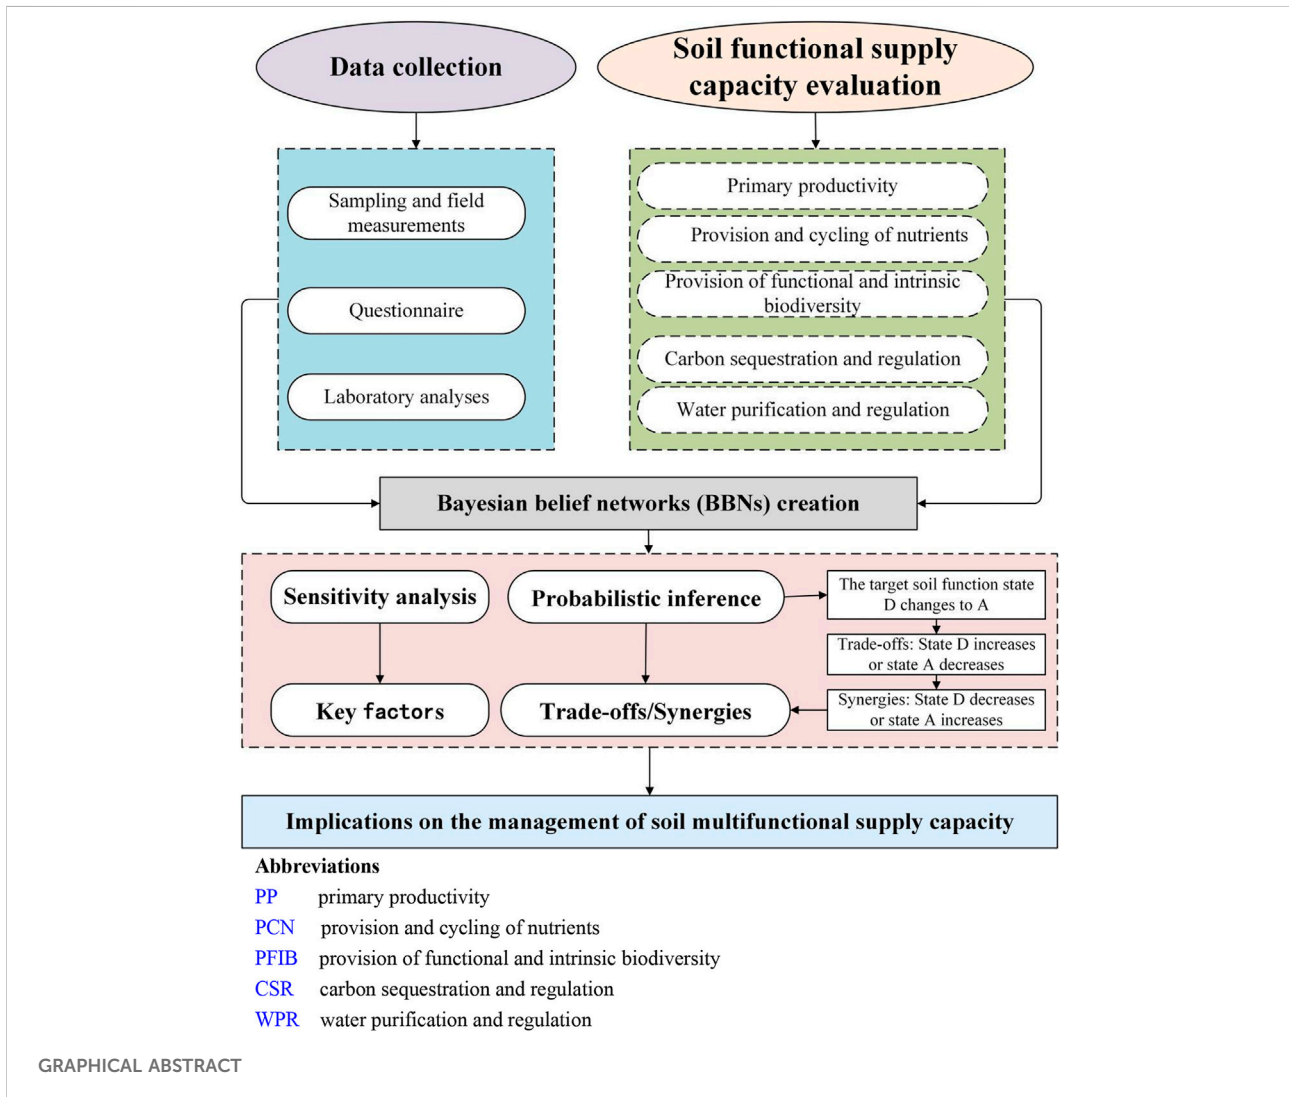 Data collection
Soil functional supply
capacity evaluation
Sampling and field
measurements
Questionnaire
Laboratory analyses
Primary productivity
Provision and cycling of nutrients
Provision of functional and intrinsic
biodiversity
Carbon sequestration and regulation
Water purification and regulation
Bayesian belief networks (BBNs) creation
Sensitivity analysis
Probabilistic inference
The target soil function state
D changes to A
Trade-offs: State D increases
or state A decreases
Key factors
Trade-offs/Synergies
Synergies: State D decreases
or state A increases
Implications on the management of soil multifunctional supply capacity
Abbreviations
PP primary productivity
PCN provision and cycling of nutrients
PFIB provision of functional and intrinsic biodiversity
CSR carbon sequestration and regulation
WPR water purification and regulation
GRAPHICAL ABSTRACT